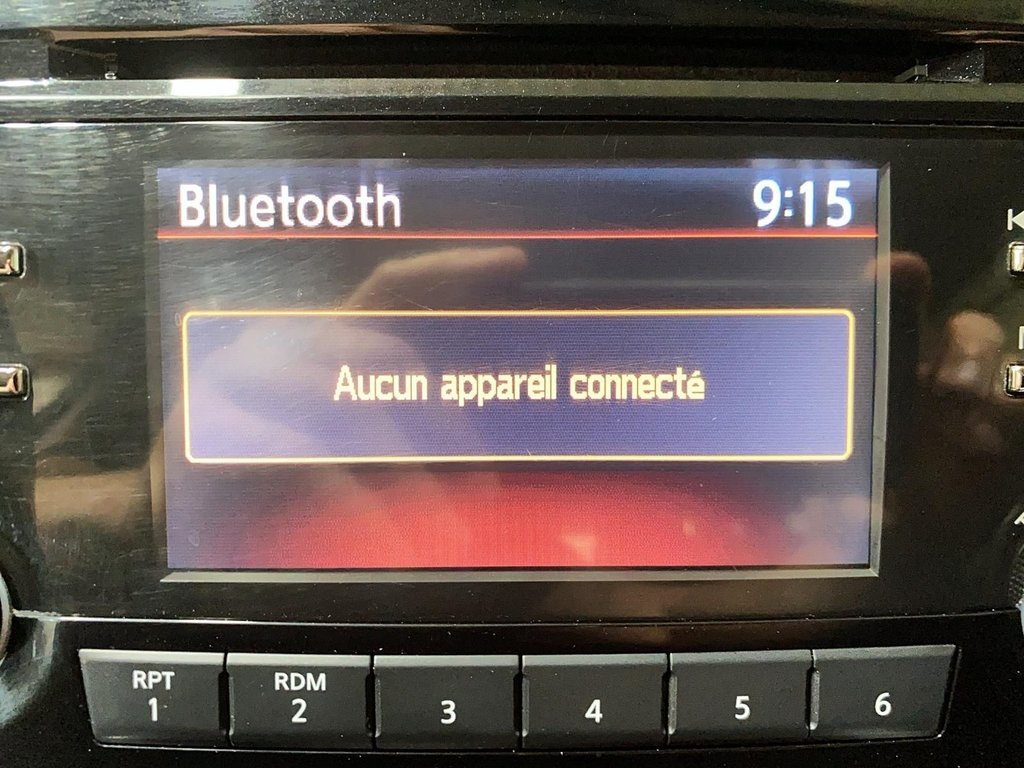 Bluetooth 9:15
Aucun appareil connecté
RPT RDM
1 2 3 4 5 6